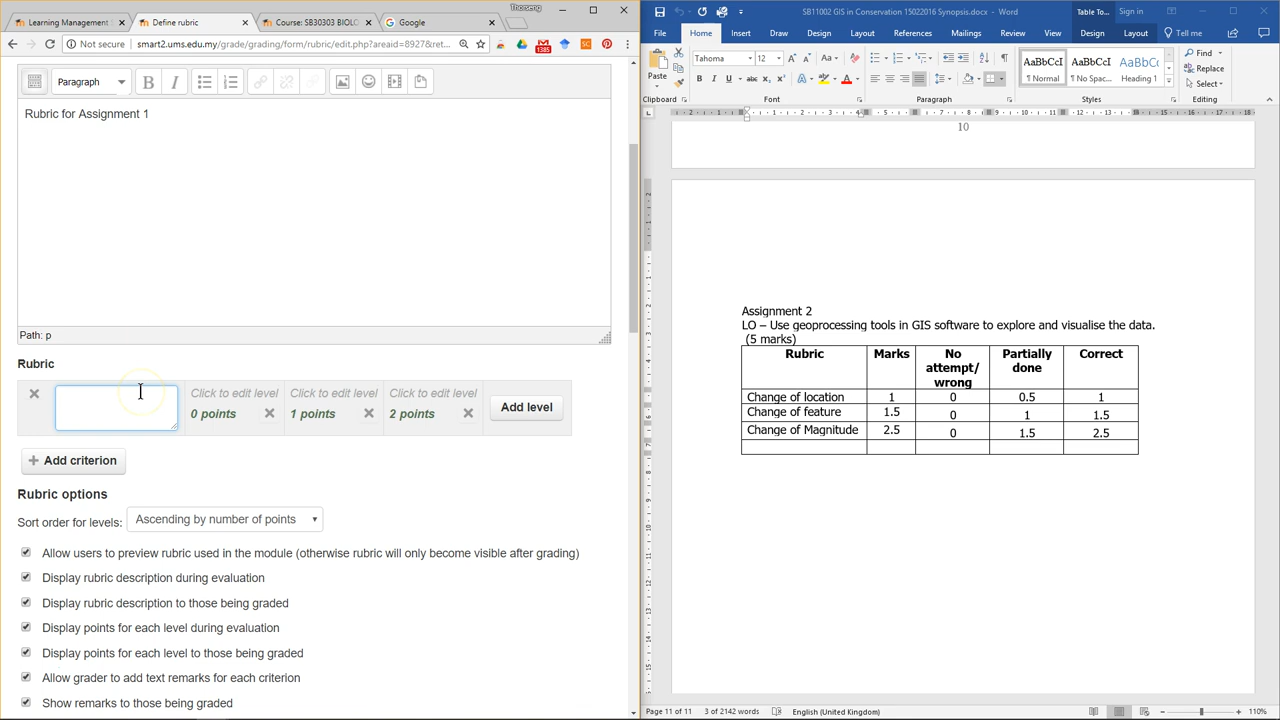 Learning Management
Define rubric
Course: SB30303 BIOLO
Google
Thorseng
Not secure
smart2.ums.edu.my/grade/grading/form/rubric/edit.php?areaid=8927&ret...
1385
Paragraph
B I
Rubric for Assignment 1
Path: p
Rubric
Click to edit level Click to edit level Click to edit level
0 points 1 points 2 points
Add level
+ Add criterion
Rubric options
Sort order for levels: Ascending by number of points
Allow users to preview rubric used in the module (otherwise rubric will only become visible after grading)
Display rubric description during evaluation
Display rubric description to those being graded
Display points for each level during evaluation
Display points for each level to those being graded
Allow grader to add text remarks for each criterion
Show remarks to those being graded
SB11002 GIS in Conservation 15022016 Synopsis.docx - Word
Table To...
Sign in
File Home Insert Draw Design Layout References Mailings Review View Design Layout Tell me Share
Paste
Tahoma 12
B I U
AaBbCcI AaBbCcI AaBbCc
¶ Normal ¶ No Spac... Heading 1
Find
Replace
Select
Clipboard Font Paragraph Styles Editing
10
Assignment 2
LO – Use geoprocessing tools in GIS software to explore and visualise the data.
(5 marks)
Rubric Marks No attempt/ wrong Partially done Correct
Change of location 1 0 0.5 1
Change of feature 1.5 0 1 1.5
Change of Magnitude 2.5 0 1.5 2.5
Page 11 of 11 3 of 2142 words English (United Kingdom) 110%